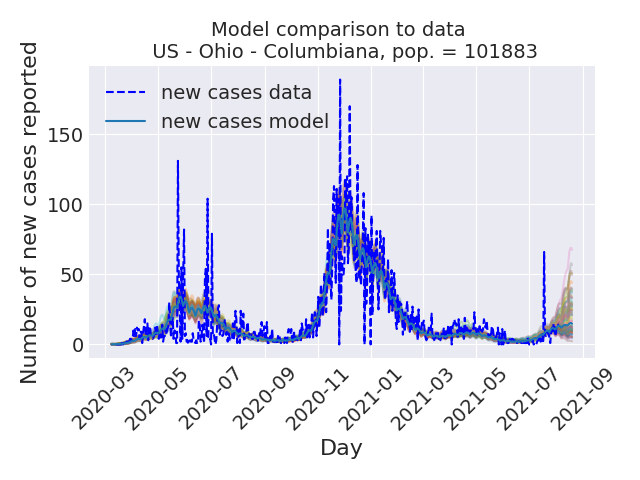 Model comparison to data
US - Ohio - Columbiana, pop. = 101883
Number of new cases reported
new cases data
new cases model
150
100
50
0
2020-03
2020-05
2020-07
2020-09
2020-11
2021-01
2021-03
2021-05
2021-07
2021-09
Day